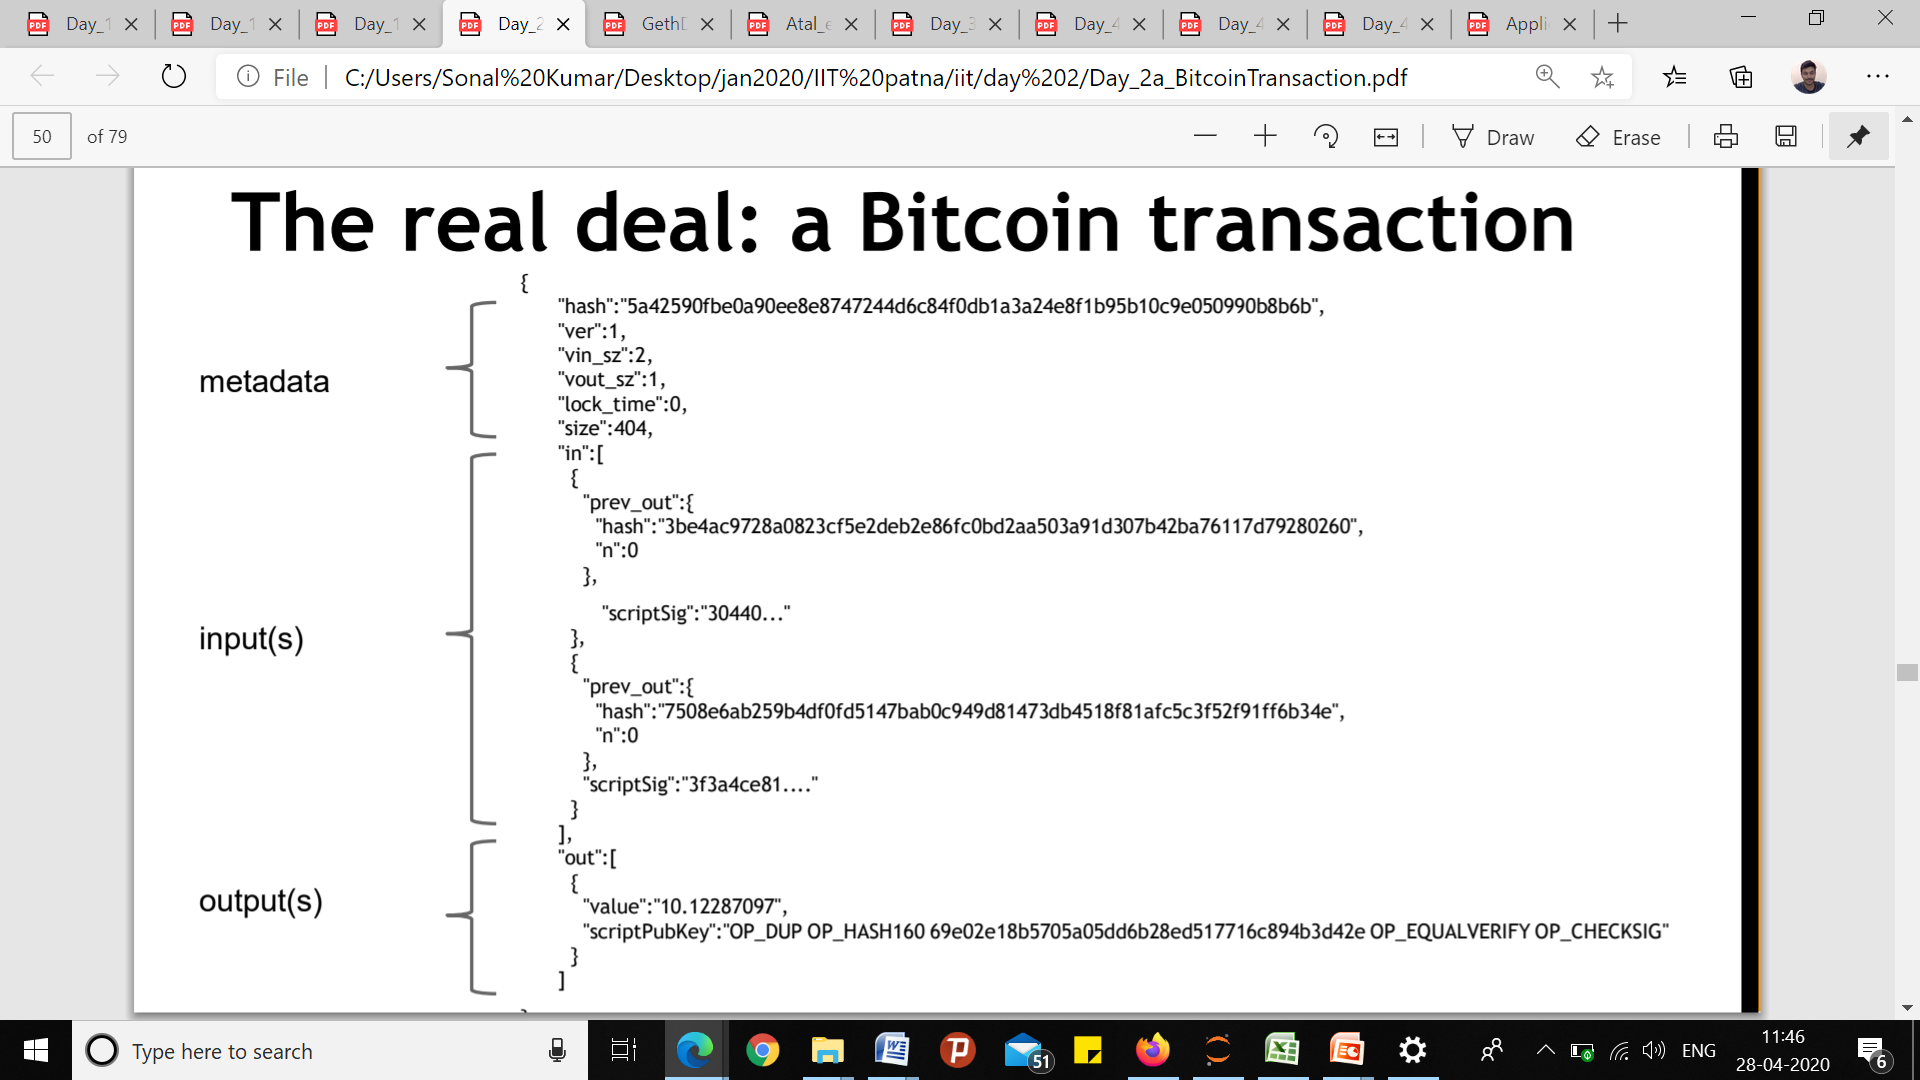 Day_1
Day_1
Day_1
Day_2
Geth
Atal_e
Day_3
Day_4
Day_4
Day_4
Appli
File
C:/Users/Sonal%20Kumar/Desktop/jan2020/IIT%20patna/iit/day%202/Day_2a_BitcoinTransaction.pdf
50 of 79
Draw
Erase
The real deal: a Bitcoin transaction
{
metadata
"hash":"5a42590fbe0a90ee8e8747244d6c84f0db1a3a24e8f1b95b10c9e050990b8b6b",
"ver":1,
"vin_sz":2,
"vout_sz":1,
"lock_time":0,
"size":404,
input(s)
"in":[
{
"prev_out":{
"hash":"3be4ac9728a0823cf5e2deb2e86fc0bd2aa503a91d307b42ba76117d79280260",
"n":0
},
"scriptSig":"30440..."
},
{
"prev_out":{
"hash":"7508e6ab259b4df0fd5147bab0c949d81473db4518f81afc5c3f52f91ff6b34e",
"n":0
},
"scriptSig":"3f3a4ce81...."
}
],
output(s)
"out":[
{
"value":"10.12287097",
"scriptPubKey":"OP_DUP OP_HASH160 69e02e18b5705a05dd6b28ed517716c894b3d42e OP_EQUALVERIFY OP_CHECKSIG"
}
]
Type here to search
51
ENG
11:46
28-04-2020
6